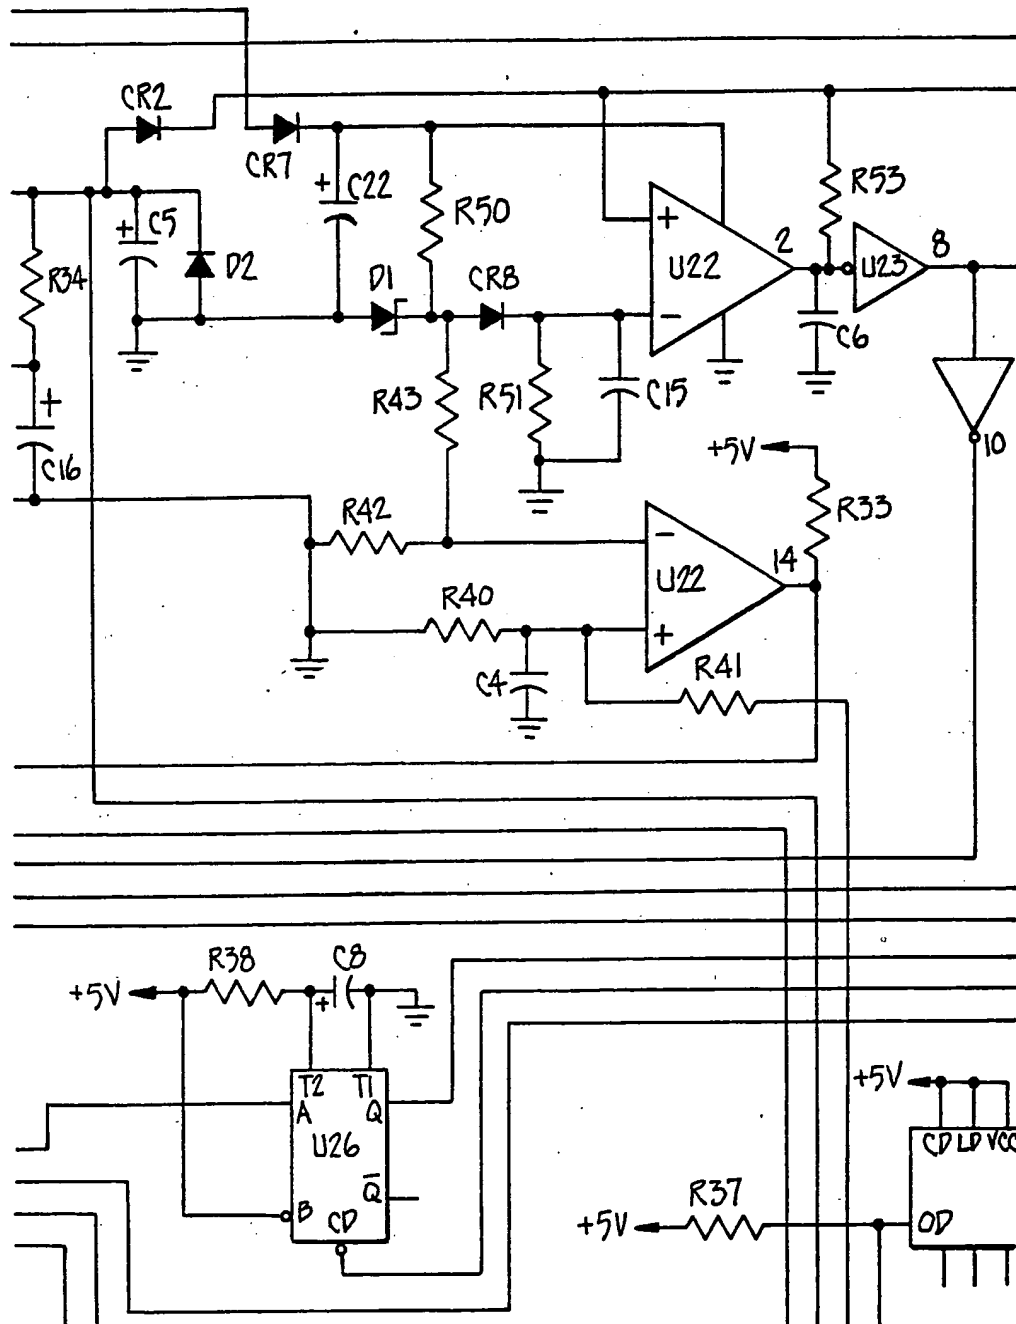 CR2
CR7
+ C5
+ C22
R50
R53
+
U22
2
U23
8
R34
D2
D1
CR8
-
C6
R43
R51
C15
+
C16
+5V
10
R42
R33
-
U22
14
R40
+
C4
R41
R38
C8
+5V
+
T2 T1
A Q
U26
Q̅
B CD
+5V
CD LD VCC
R37
+5V
OD